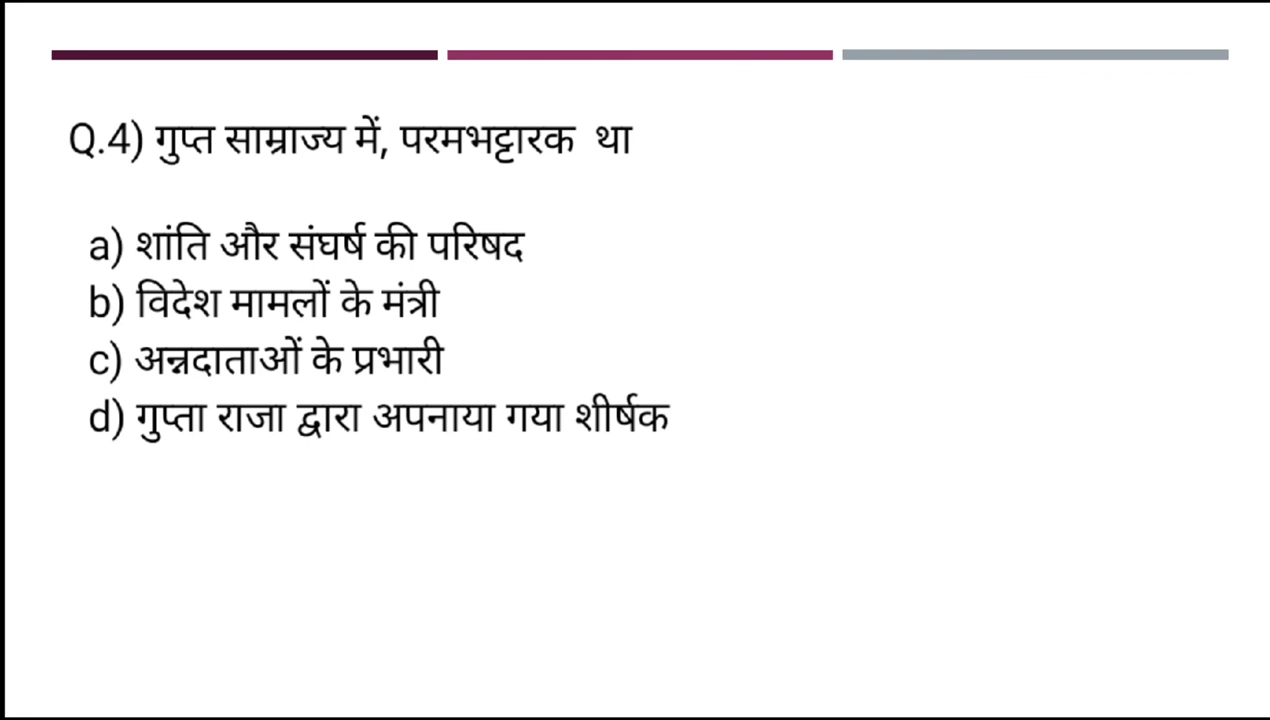 Q.4) गुप्त साम्राज्य में, परमभट्टारक था
a) शांति और संघर्ष की परिषद
b) विदेश मामलों के मंत्री
c) अन्नदाताओं के प्रभारी
d) गुप्ता राजा द्वारा अपनाया गया शीर्षक